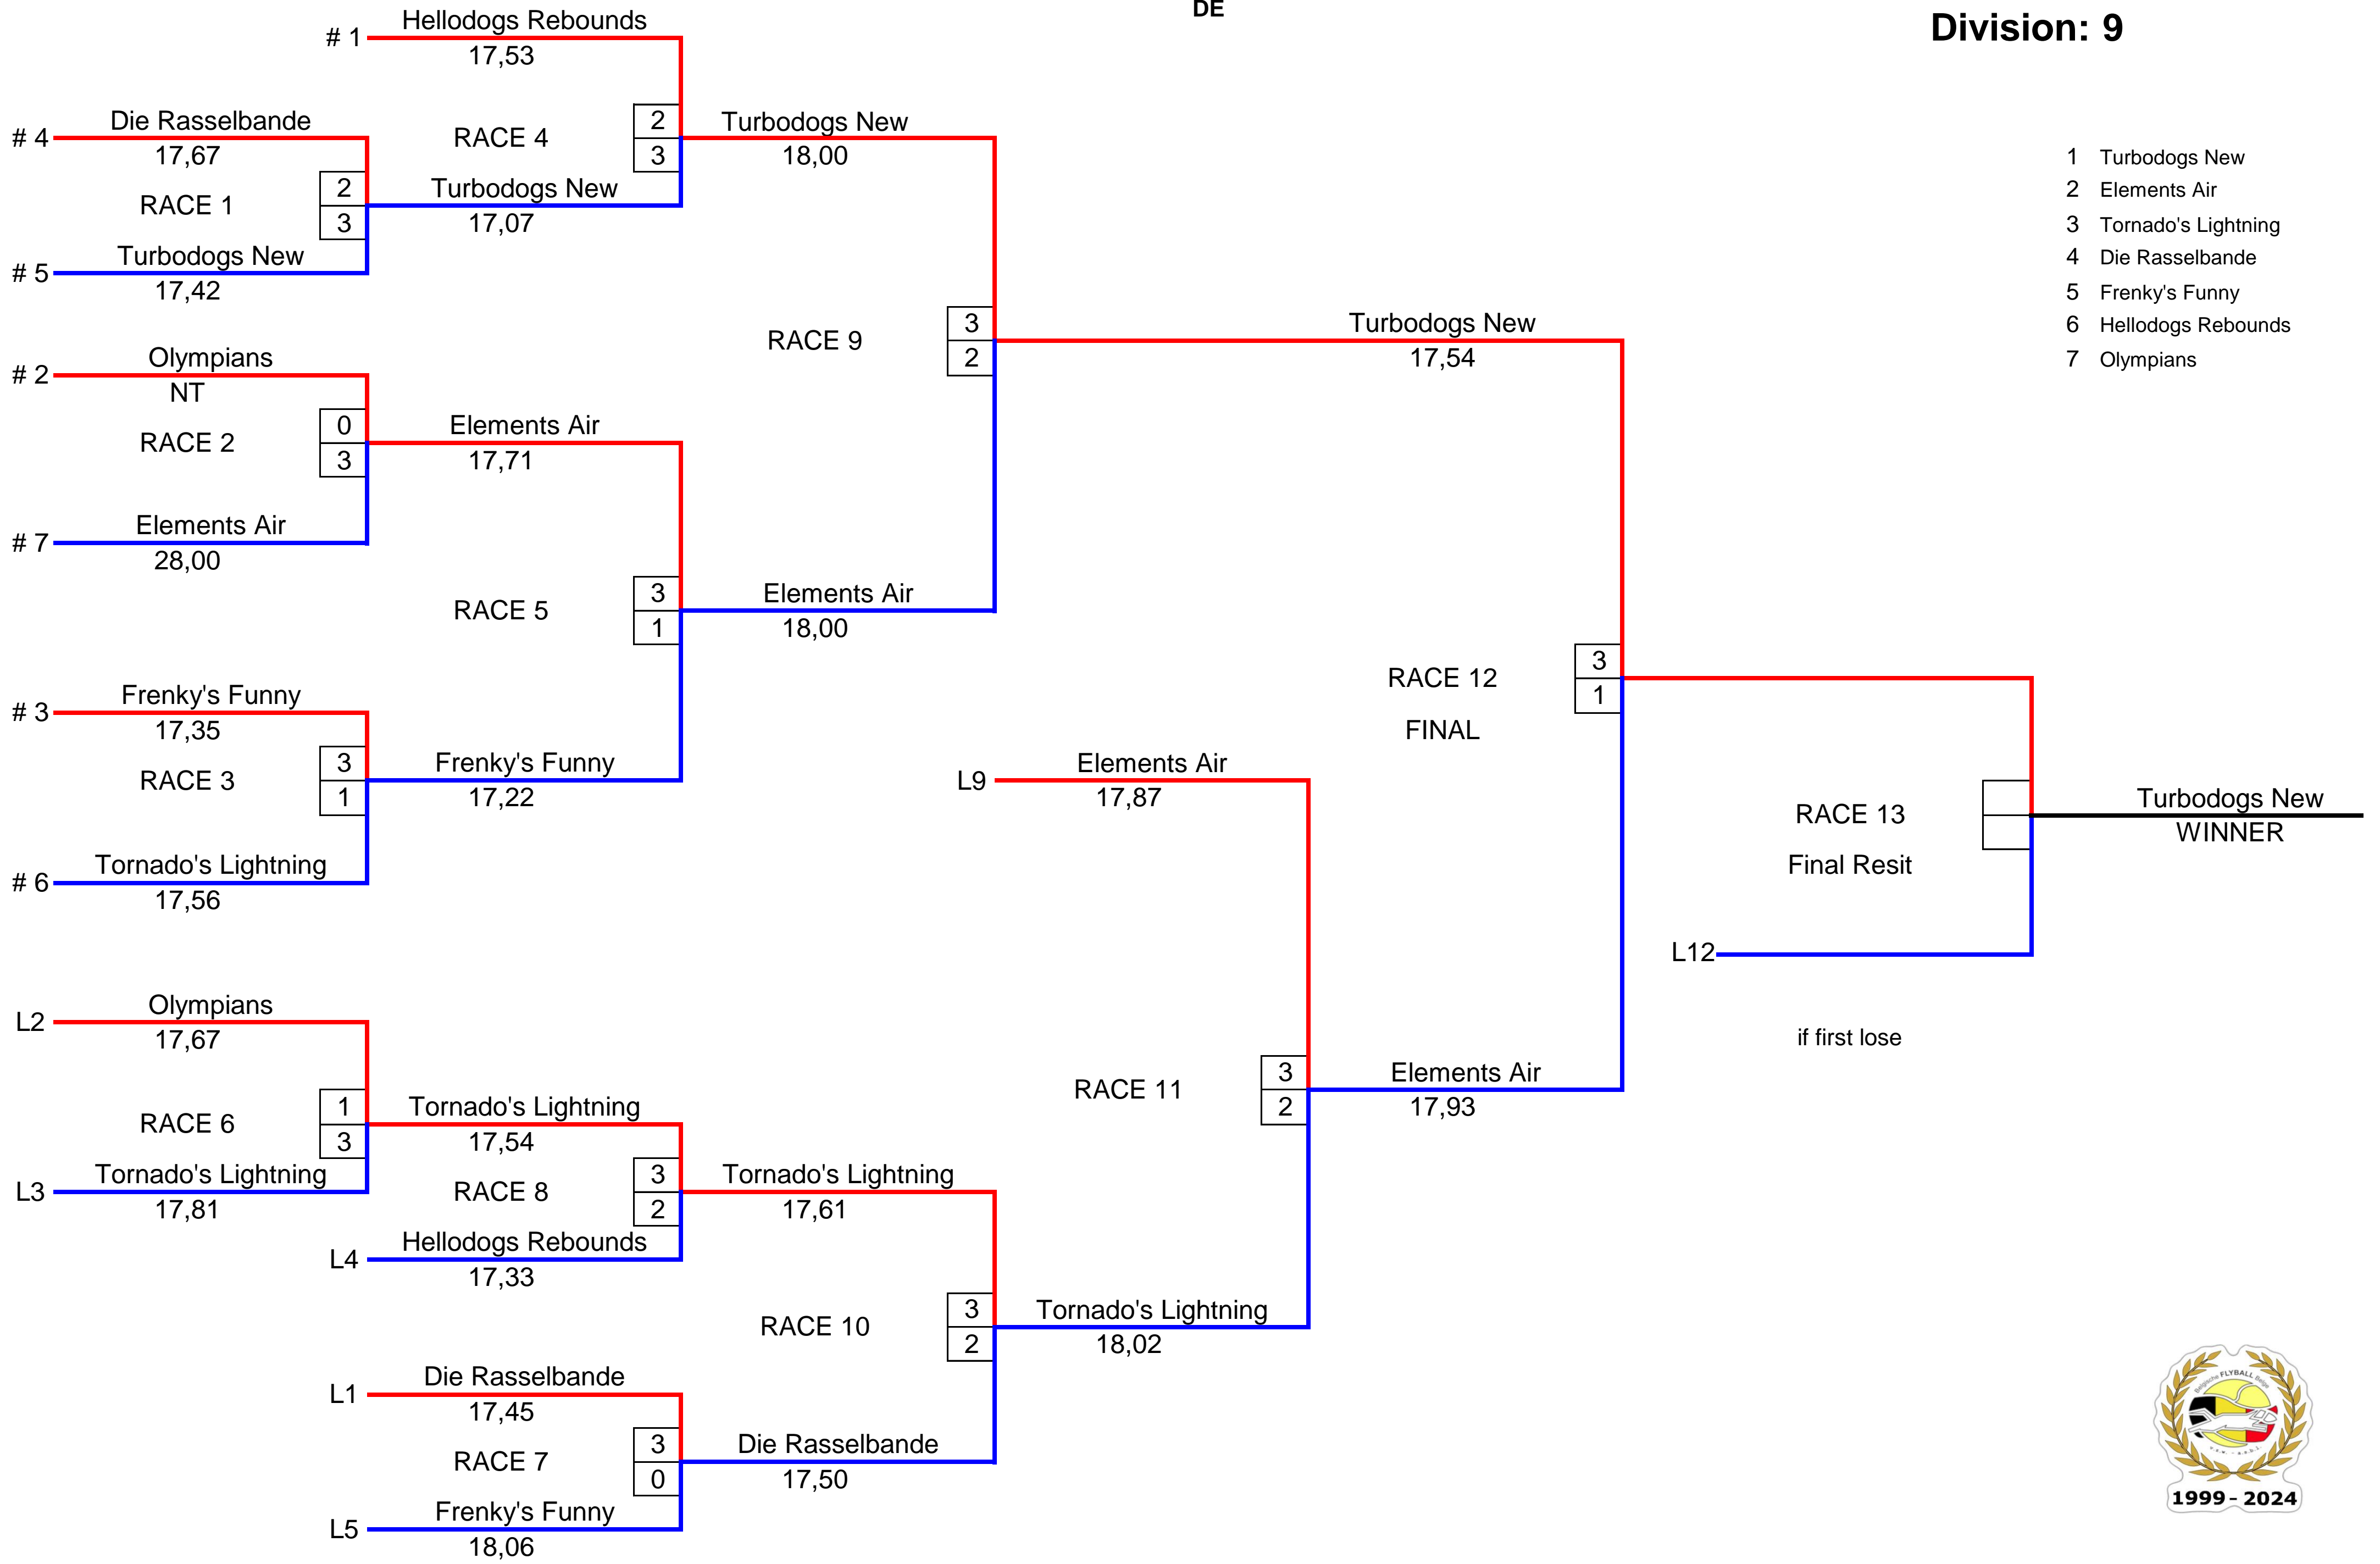 DE
Division: 9
# 1
Hellodogs Rebounds
17,53
# 4
Die Rasselbande
17,67
RACE 1
2
3
# 5
Turbodogs New
17,42
RACE 4
2
3
Turbodogs New
17,07
Turbodogs New
18,00
# 2
Olympians
NT
RACE 2
0
3
# 7
Elements Air
28,00
Elements Air
17,71
RACE 5
3
1
Elements Air
18,00
# 3
Frenky's Funny
17,35
RACE 3
3
1
# 6
Tornado's Lightning
17,56
Frenky's Funny
17,22
RACE 9
3
2
Turbodogs New
17,54
L9
Elements Air
17,87
RACE 12
FINAL
3
1
RACE 13
Final Resit
Turbodogs New
WINNER
L12
if first lose
L2
Olympians
17,67
RACE 6
1
3
L3
Tornado's Lightning
17,81
Tornado's Lightning
17,54
RACE 8
3
2
L4
Hellodogs Rebounds
17,33
Tornado's Lightning
17,61
RACE 10
3
2
L1
Die Rasselbande
17,45
RACE 7
3
0
L5
Frenky's Funny
18,06
Die Rasselbande
17,50
Tornado's Lightning
18,02
RACE 11
3
2
Elements Air
17,93
1 Turbodogs New
2 Elements Air
3 Tornado's Lightning
4 Die Rasselbande
5 Frenky's Funny
6 Hellodogs Rebounds
7 Olympians
Belgische FLYBALL Belge
1999 - 2024